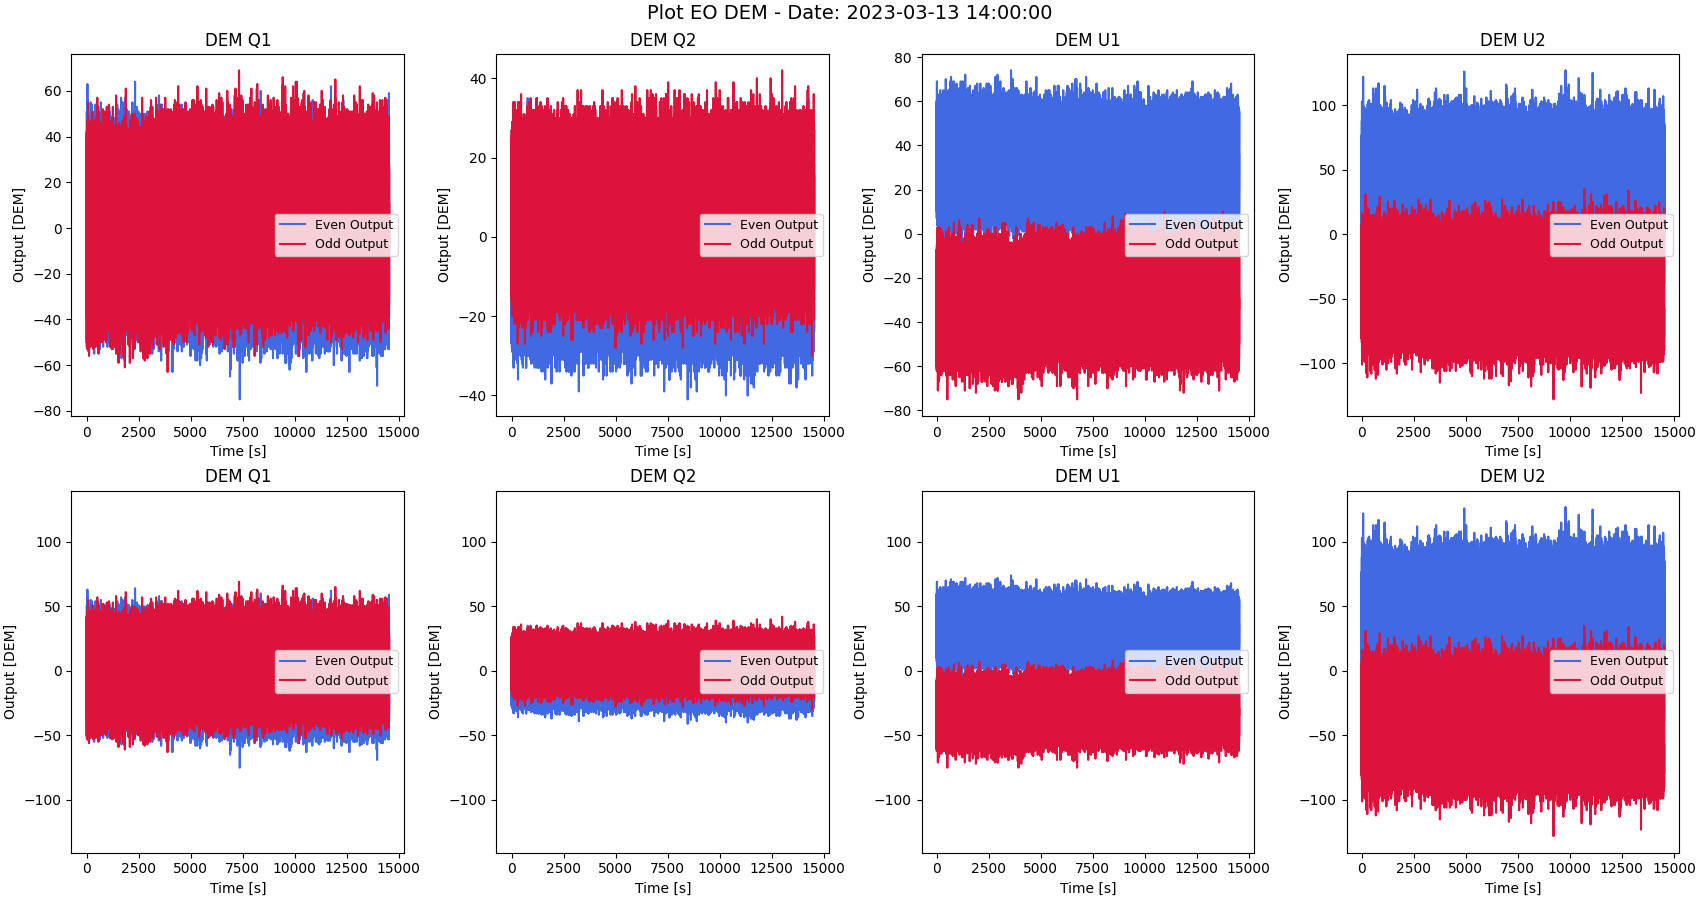 Plot EO DEM - Date: 2023-03-13 14:00:00
DEM Q1
Output [DEM]
60
40
20
0
−20
−40
−60
−80
Even Output
Odd Output
0 2500 5000 7500 10000 12500 15000
Time [s]
DEM Q2
Output [DEM]
40
20
0
−20
−40
Even Output
Odd Output
0 2500 5000 7500 10000 12500 15000
Time [s]
DEM U1
Output [DEM]
80
60
40
20
0
−20
−40
−60
−80
Even Output
Odd Output
0 2500 5000 7500 10000 12500 15000
Time [s]
DEM U2
Output [DEM]
100
50
0
−50
−100
Even Output
Odd Output
0 2500 5000 7500 10000 12500 15000
Time [s]
DEM Q1
Output [DEM]
100
50
0
−50
−100
Even Output
Odd Output
0 2500 5000 7500 10000 12500 15000
Time [s]
DEM Q2
Output [DEM]
100
50
0
−50
−100
Even Output
Odd Output
0 2500 5000 7500 10000 12500 15000
Time [s]
DEM U1
Output [DEM]
100
50
0
−50
−100
Even Output
Odd Output
0 2500 5000 7500 10000 12500 15000
Time [s]
DEM U2
Output [DEM]
100
50
0
−50
−100
Even Output
Odd Output
0 2500 5000 7500 10000 12500 15000
Time [s]